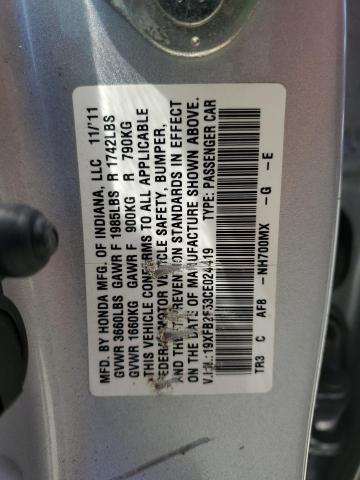 MFD. BY HONDA MFG. OF INDIANA, LLC 11/'11
GVWR 3660LBS GAWR F 1985LBS R 1742LBS
GVWR 1660KG GAWR F 900KG R 790KG
THIS VEHICLE CONFORMS TO ALL APPLICABLE
FEDERAL MOTOR VEHICLE SAFETY, BUMPER,
AND THEFT PREVENTION STANDARDS IN EFFECT
ON THE DATE OF MANUFACTURE SHOWN ABOVE.
V.I.N.:19XFB2F53CE024419 TYPE: PASSENGER CAR
TR3 C AF8 -NH700MX -G -E